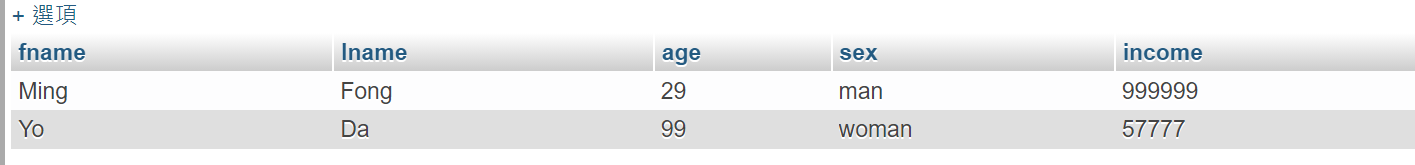 + 選項
fname lname age sex income
Ming Fong 29 man 999999
Yo Da 99 woman 57777